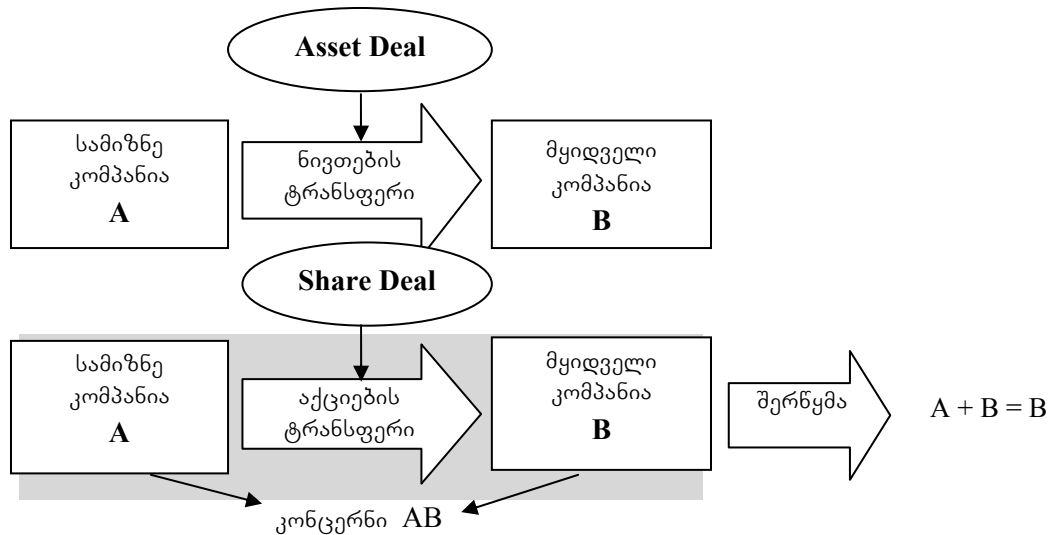 Asset Deal
სამიზნე
კომპანია
A
ნივთების
ტრანსფერი
მყიდველი
კომპანია
B
Share Deal
სამიზნე
კომპანია
A
აქციების
ტრანსფერი
მყიდველი
კომპანია
B
შერწყმა
A + B = B
კონცერნი AB